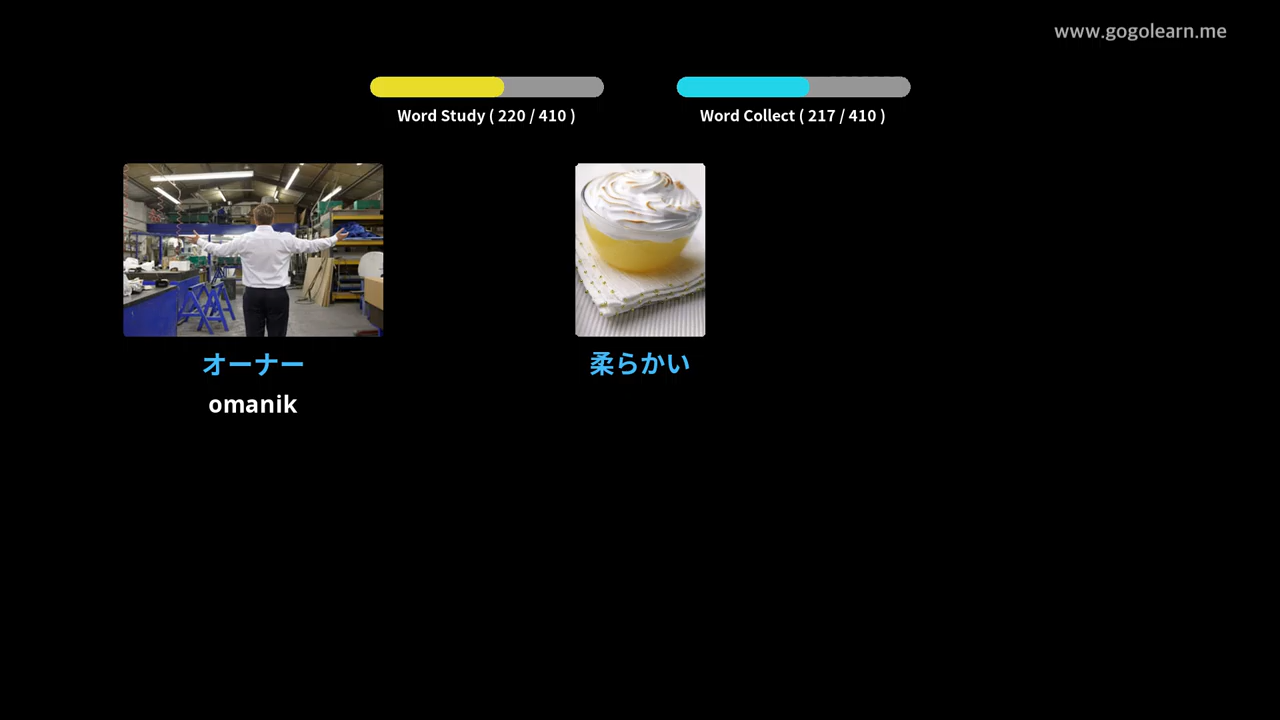 www.gogolearn.me
Word Study ( 220 / 410 )
Word Collect ( 217 / 410 )
オーナー
柔らかい
omanik